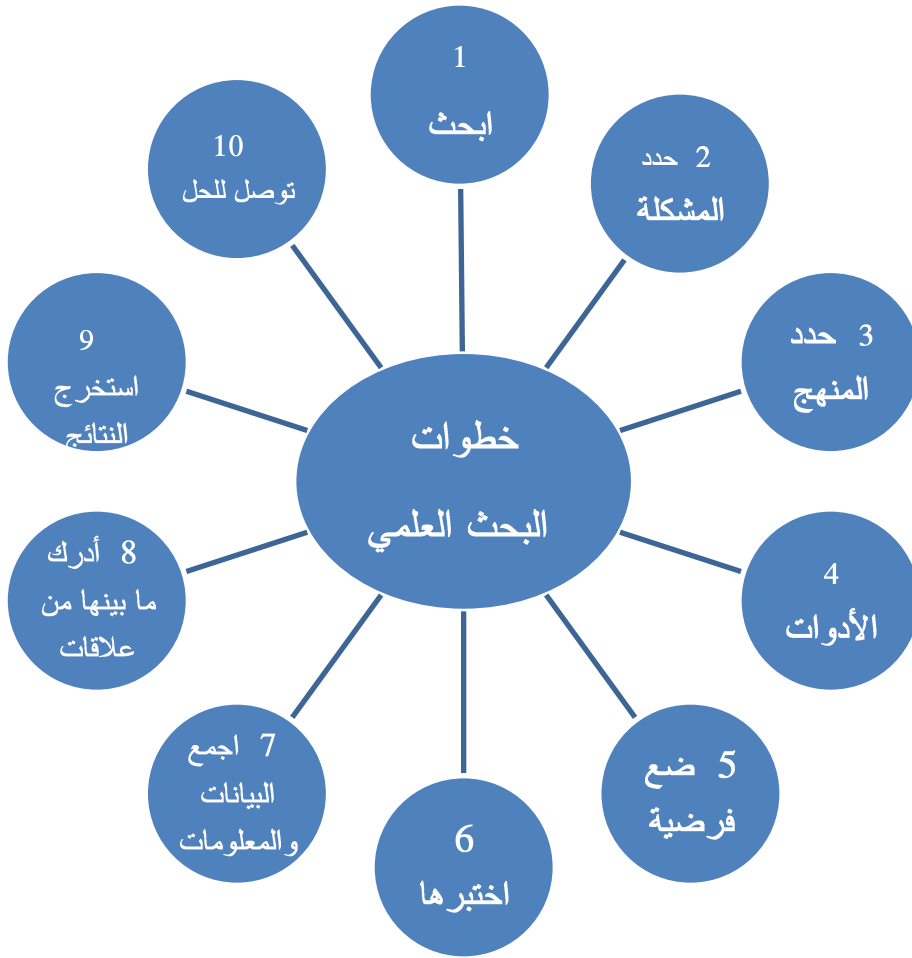 خطوات
البحث العلمي
1
ابحث
2 حدد
المشكلة
3 حدد
المنهج
4
الأدوات
5 ضع
فرضية
6
اختبرها
7 اجمع
البيانات
والمعلومات
8 أدرك
ما بينها من
علاقات
9
استخرج
النتائج
10
توصل للحل